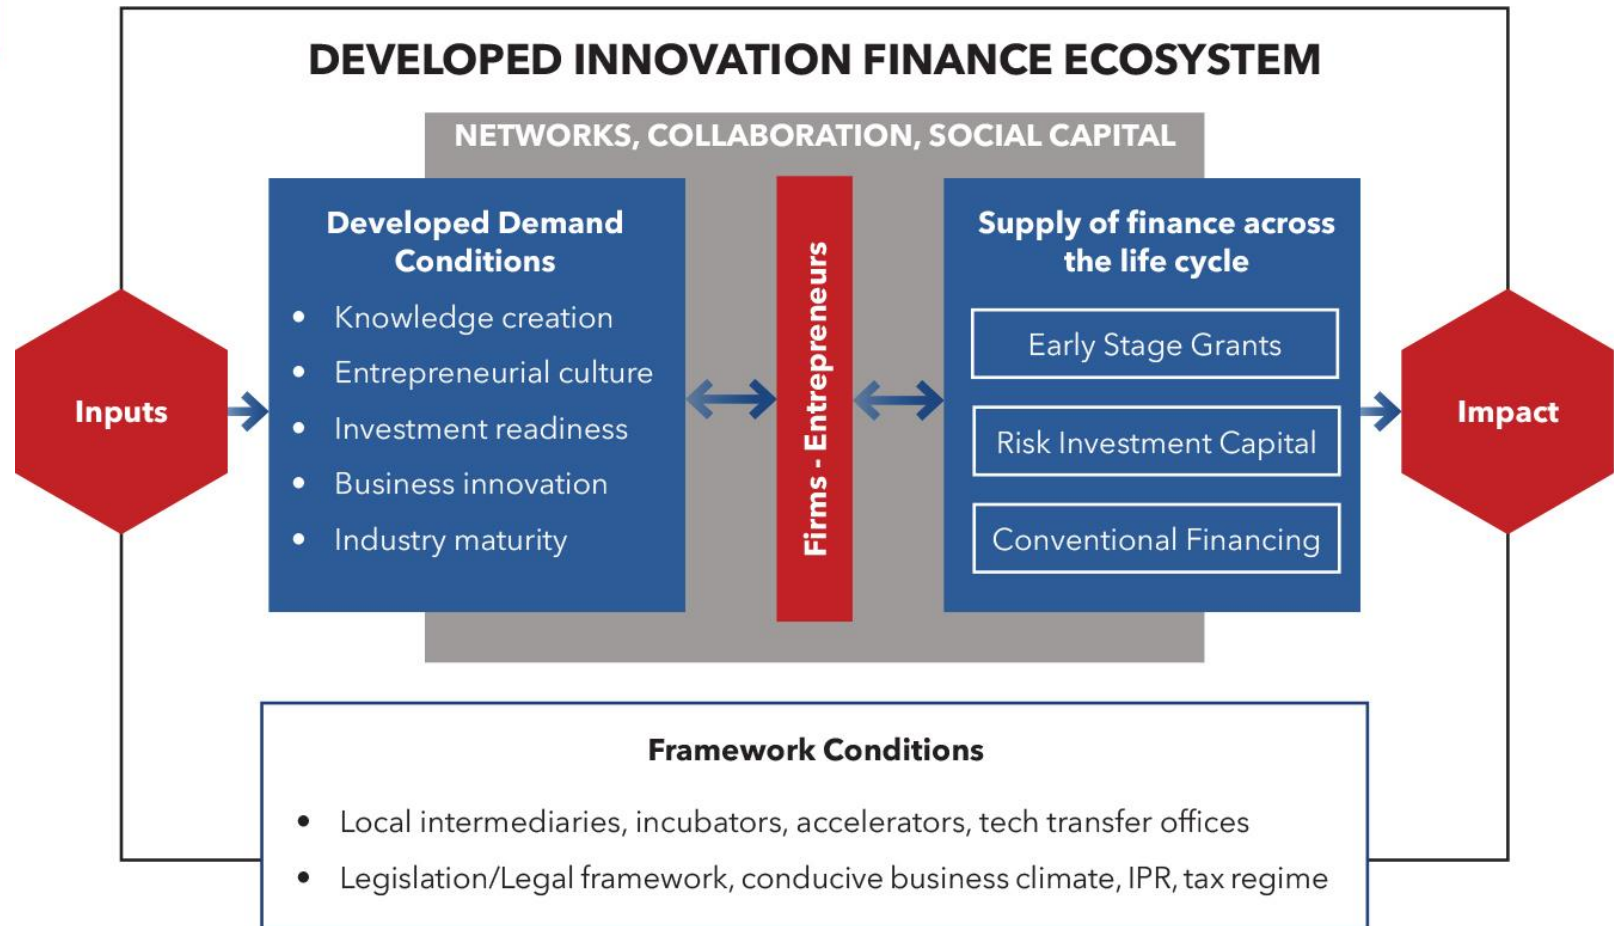 DEVELOPED INNOVATION FINANCE ECOSYSTEM
NETWORKS, COLLABORATION, SOCIAL CAPITAL
Inputs
Developed Demand
Conditions
• Knowledge creation
• Entrepreneurial culture
• Investment readiness
• Business innovation
• Industry maturity
Firms - Entrepreneurs
Supply of finance across
the life cycle
Early Stage Grants
Risk Investment Capital
Conventional Financing
Impact
Framework Conditions
• Local intermediaries, incubators, accelerators, tech transfer offices
• Legislation/Legal framework, conducive business climate, IPR, tax regime